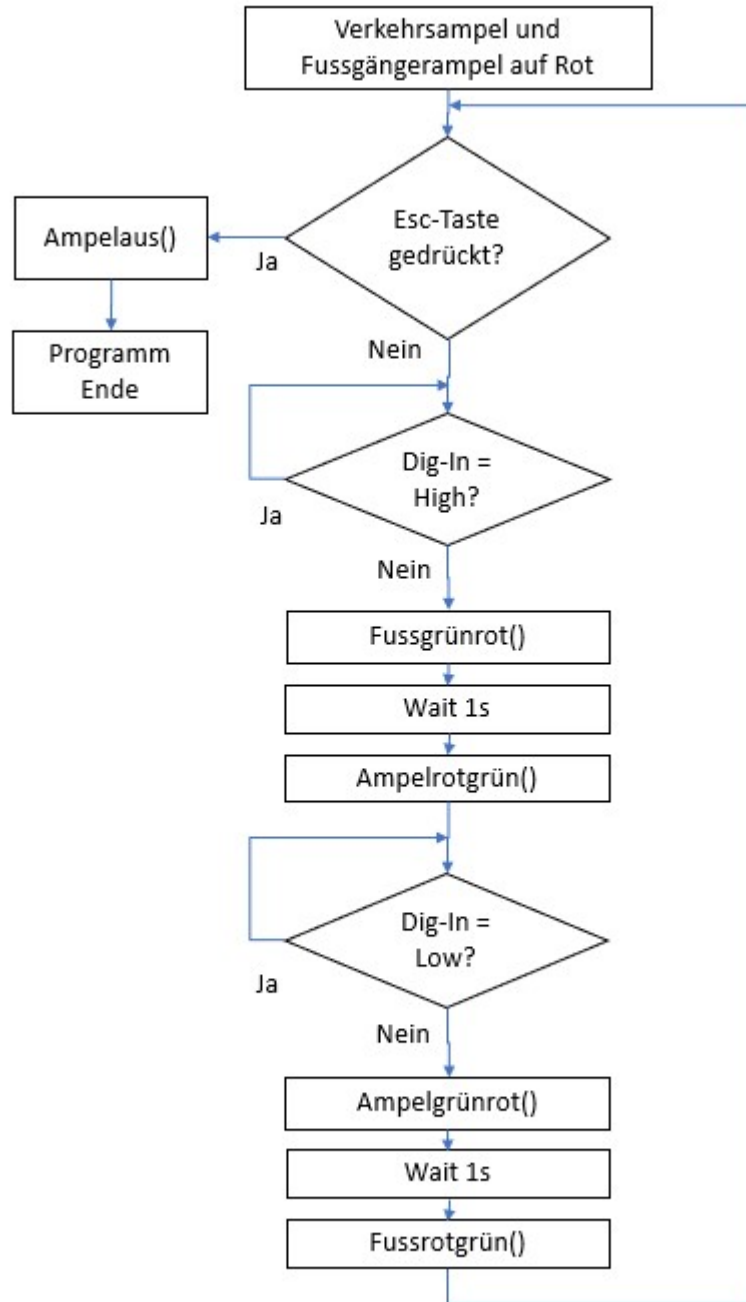 Verkehrsampel und
Fussgängerampel auf Rot
Esc-Taste
gedrückt?
Ampelaus()
Ja
Programm
Ende
Nein
Dig-In =
High?
Ja
Nein
Fussgrünrot()
Wait 1s
Ampelrotgrün()
Dig-In =
Low?
Ja
Nein
Ampelgrünrot()
Wait 1s
Fussrotgrün()